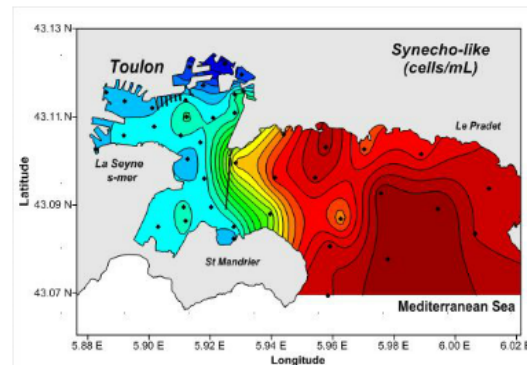 43.13 N
Toulon
Synecho-like
(cells/mL)
43.11 N
Le Pradet
La Seyne
s-mer
Latitude
43.09 N
St Mandrier
43.07 N
Mediterranean Sea
5.88 E 5.90 E 5.92 E 5.94 E 5.96 E 5.98 E 6.00 E 6.02 E
Longitude